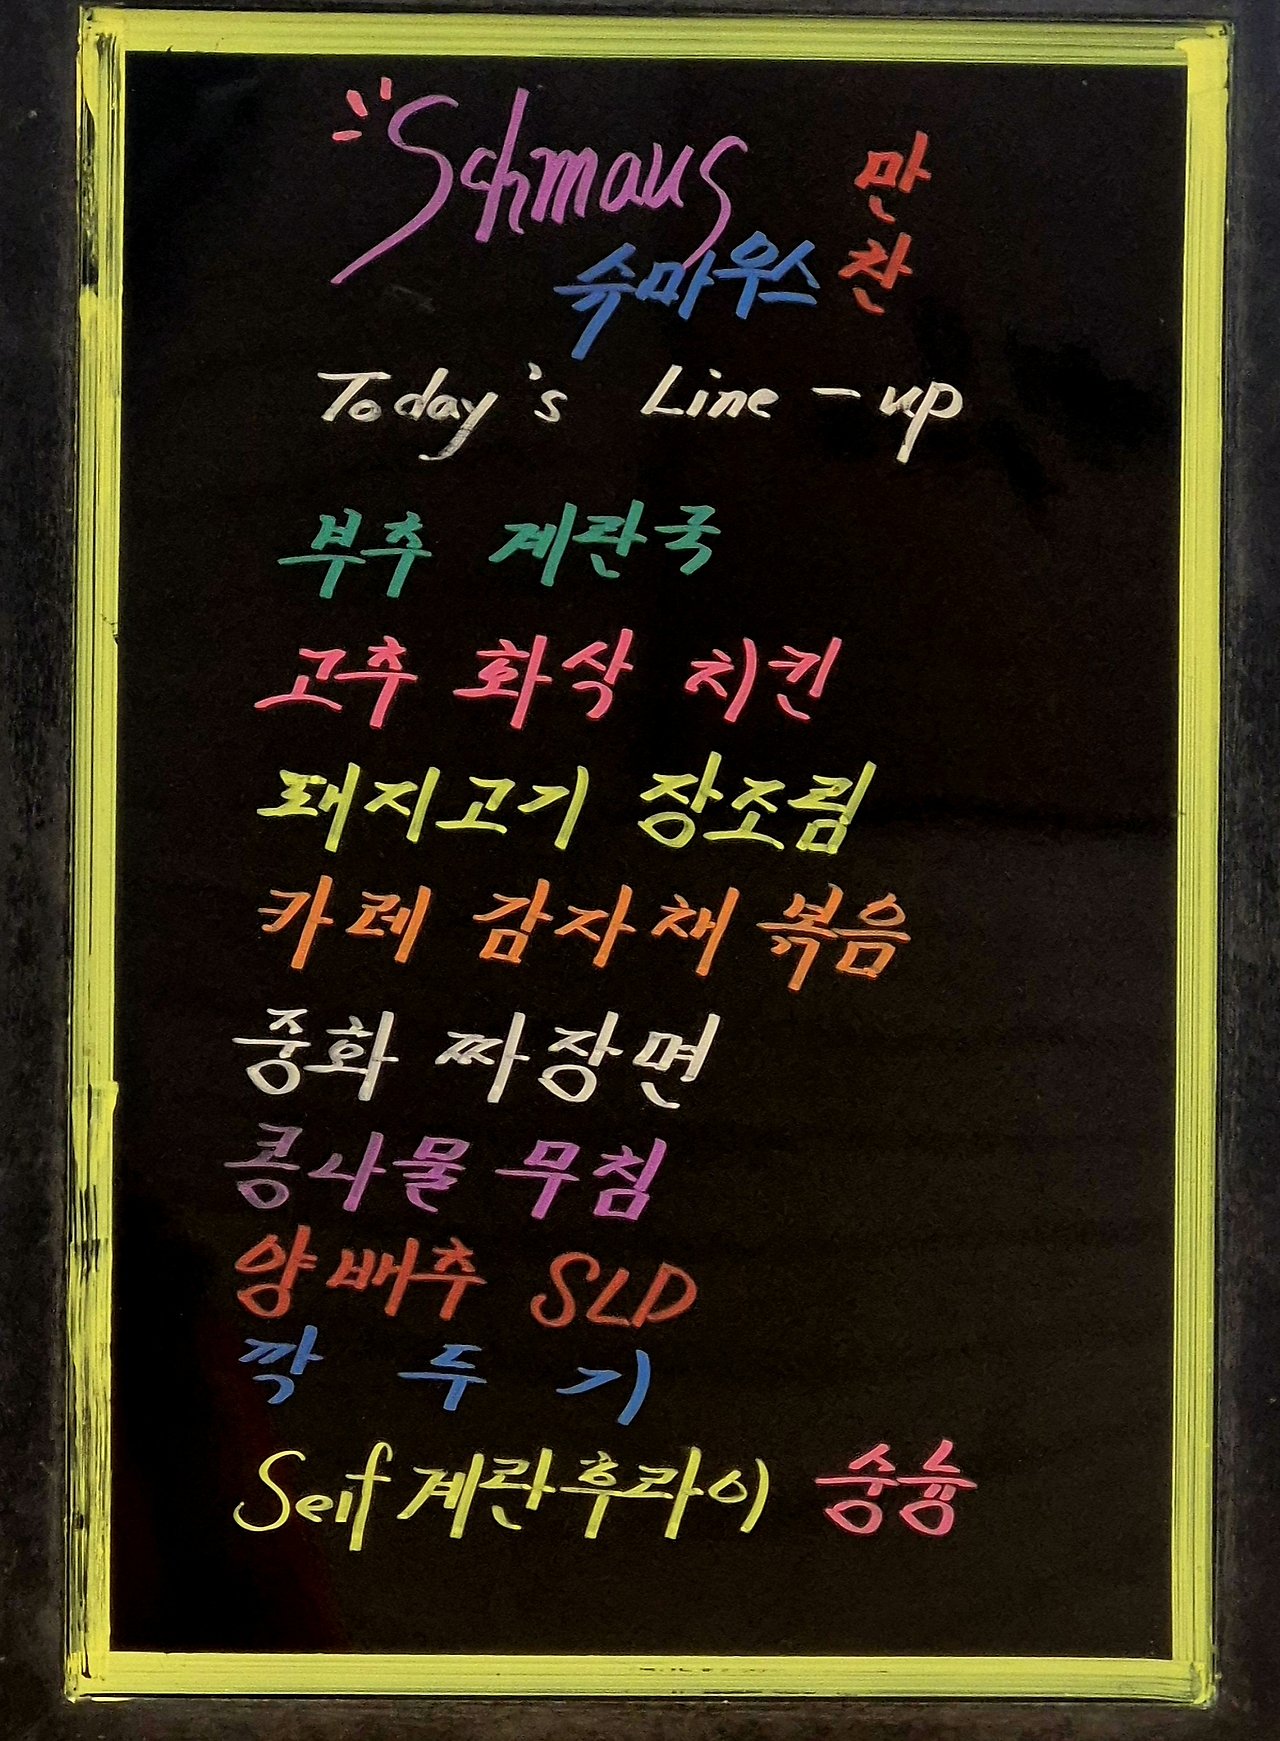 Schmaus 만찬
슈마우스
Today's Line-up
부추 계란국
고추 화삭 치킨
돼지고기 장조림
카레 감자채 볶음
중화 짜장면
콩나물 무침
양배추 SLD
깍두기
Self 계란후라이 숭늉